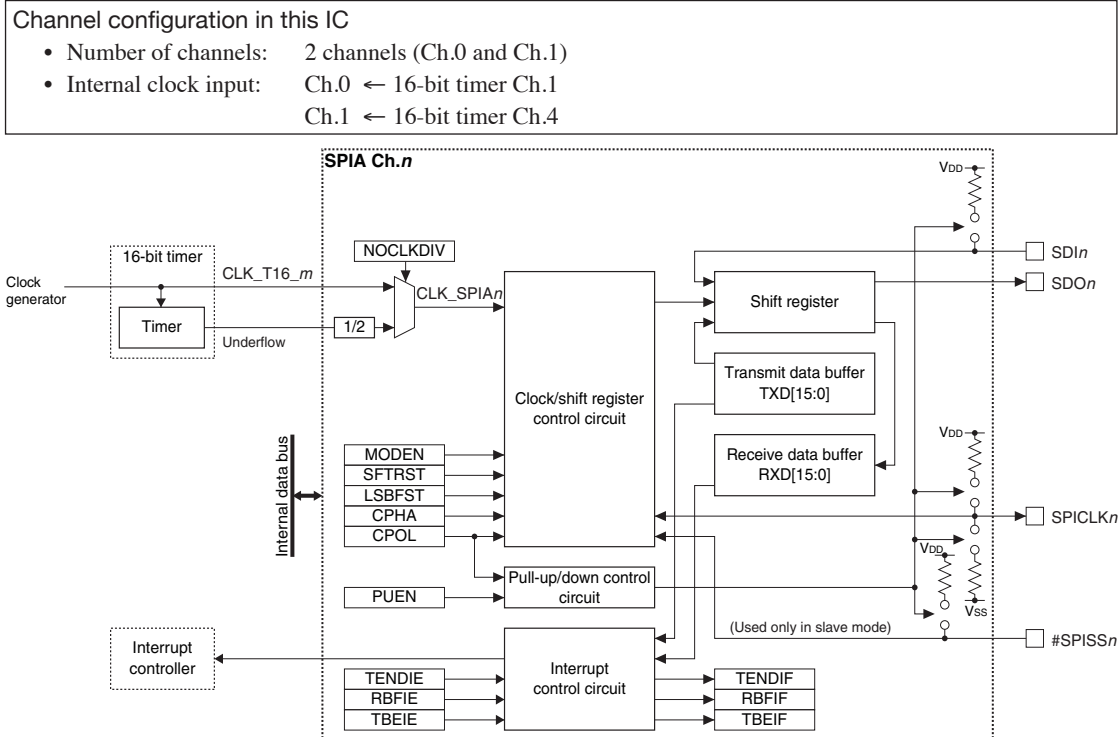 Channel configuration in this IC
• Number of channels: 2 channels (Ch.0 and Ch.1)
• Internal clock input: Ch.0 ← 16-bit timer Ch.1
Ch.1 ← 16-bit timer Ch.4
SPIA Ch.n
VDD
16-bit timer
NOCLKDIV
SDIn
Clock
generator
CLK_T16_m
CLK_SPIAn
SDOn
Shift register
Timer
1/2
Underflow
Transmit data buffer
TXD[15:0]
Clock/shift register
control circuit
VDD
Receive data buffer
RXD[15:0]
Internal data bus
MODEN
SFTRST
LSBFST
CPHA
SPICLKn
CPOL
VDD
Pull-up/down control
circuit
PUEN
VSS
(Used only in slave mode)
#SPISSn
Interrupt
controller
Interrupt
control circuit
TENDIE
TENDIF
RBFIE
RBFIF
TBEIE
TBEIF